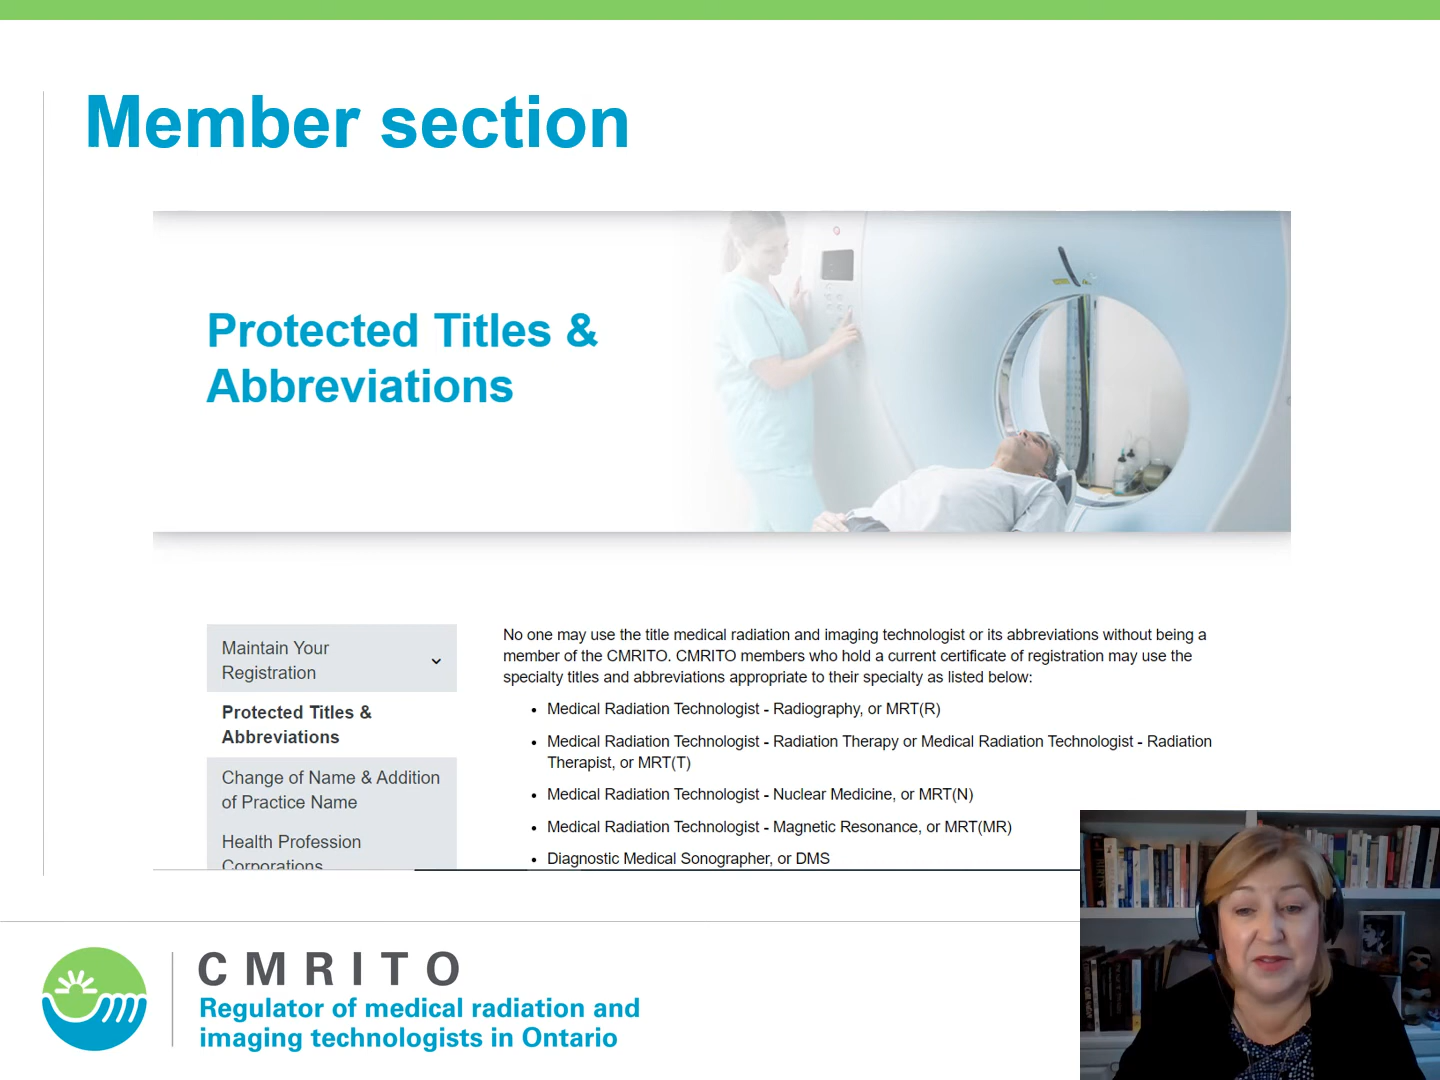 Member section
Protected Titles &
Abbreviations
Maintain Your
Registration
Protected Titles &
Abbreviations
Change of Name & Addition
of Practice Name
Health Profession
Corporations
No one may use the title medical radiation and imaging technologist or its abbreviations without being a
member of the CMRITO. CMRITO members who hold a current certificate of registration may use the
specialty titles and abbreviations appropriate to their specialty as listed below:
• Medical Radiation Technologist - Radiography, or MRT(R)
• Medical Radiation Technologist - Radiation Therapy or Medical Radiation Technologist - Radiation
Therapist, or MRT(T)
• Medical Radiation Technologist - Nuclear Medicine, or MRT(N)
• Medical Radiation Technologist - Magnetic Resonance, or MRT(MR)
• Diagnostic Medical Sonographer, or DMS
CMRITO
Regulator of medical radiation and
imaging technologists in Ontario